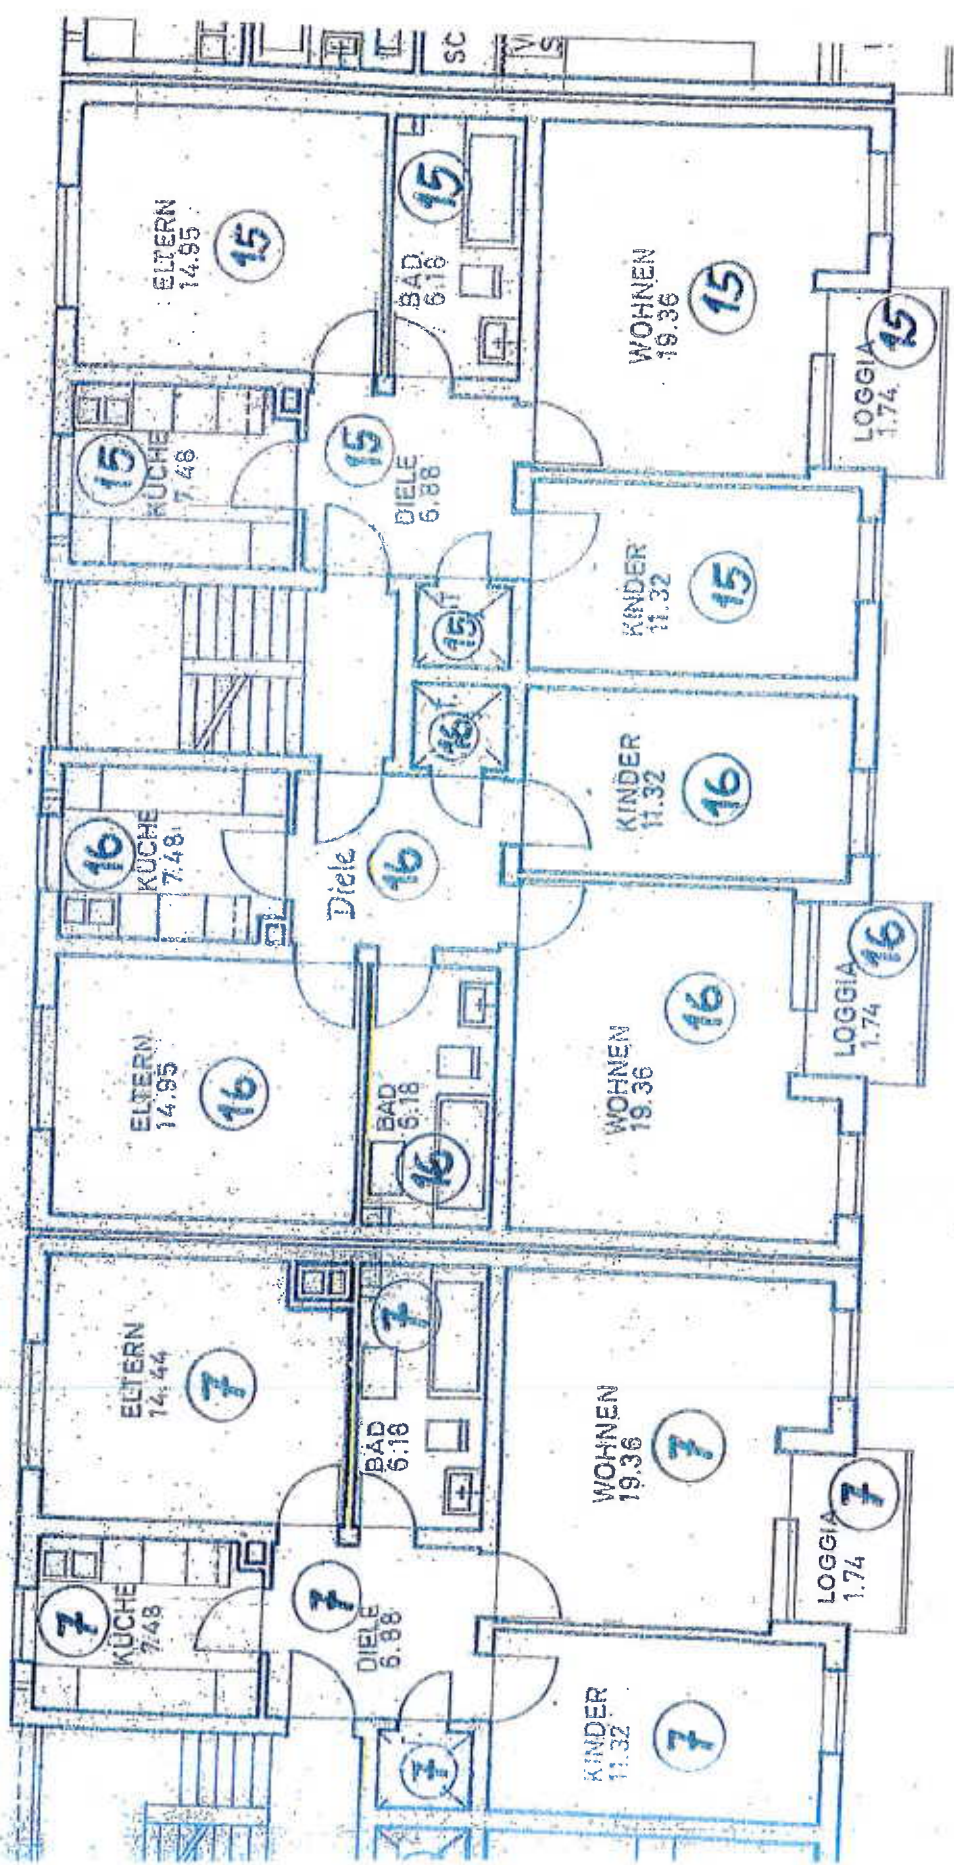 SC
ELTERN
14.95
15
15
BAD
6.18
WOHNEN
19.36
15
LOGGIA
1.74
15
15
KÜCHE
7.48
15
DIELE
6.88
KINDER
11.32
15
15
16
KINDER
11.32
16
16
KÜCHE
7.48
Diele
16
ELTERN
14.95
16
BAD
6.18
16
WOHNEN
19.36
16
LOGGIA
1.74
16
ELTERN
14.44
7
7
BAD
6.18
WOHNEN
19.36
7
LOGGIA
1.74
7
7
KÜCHE
7.48
7
DIELE
6.88
7
KINDER
11.32
7